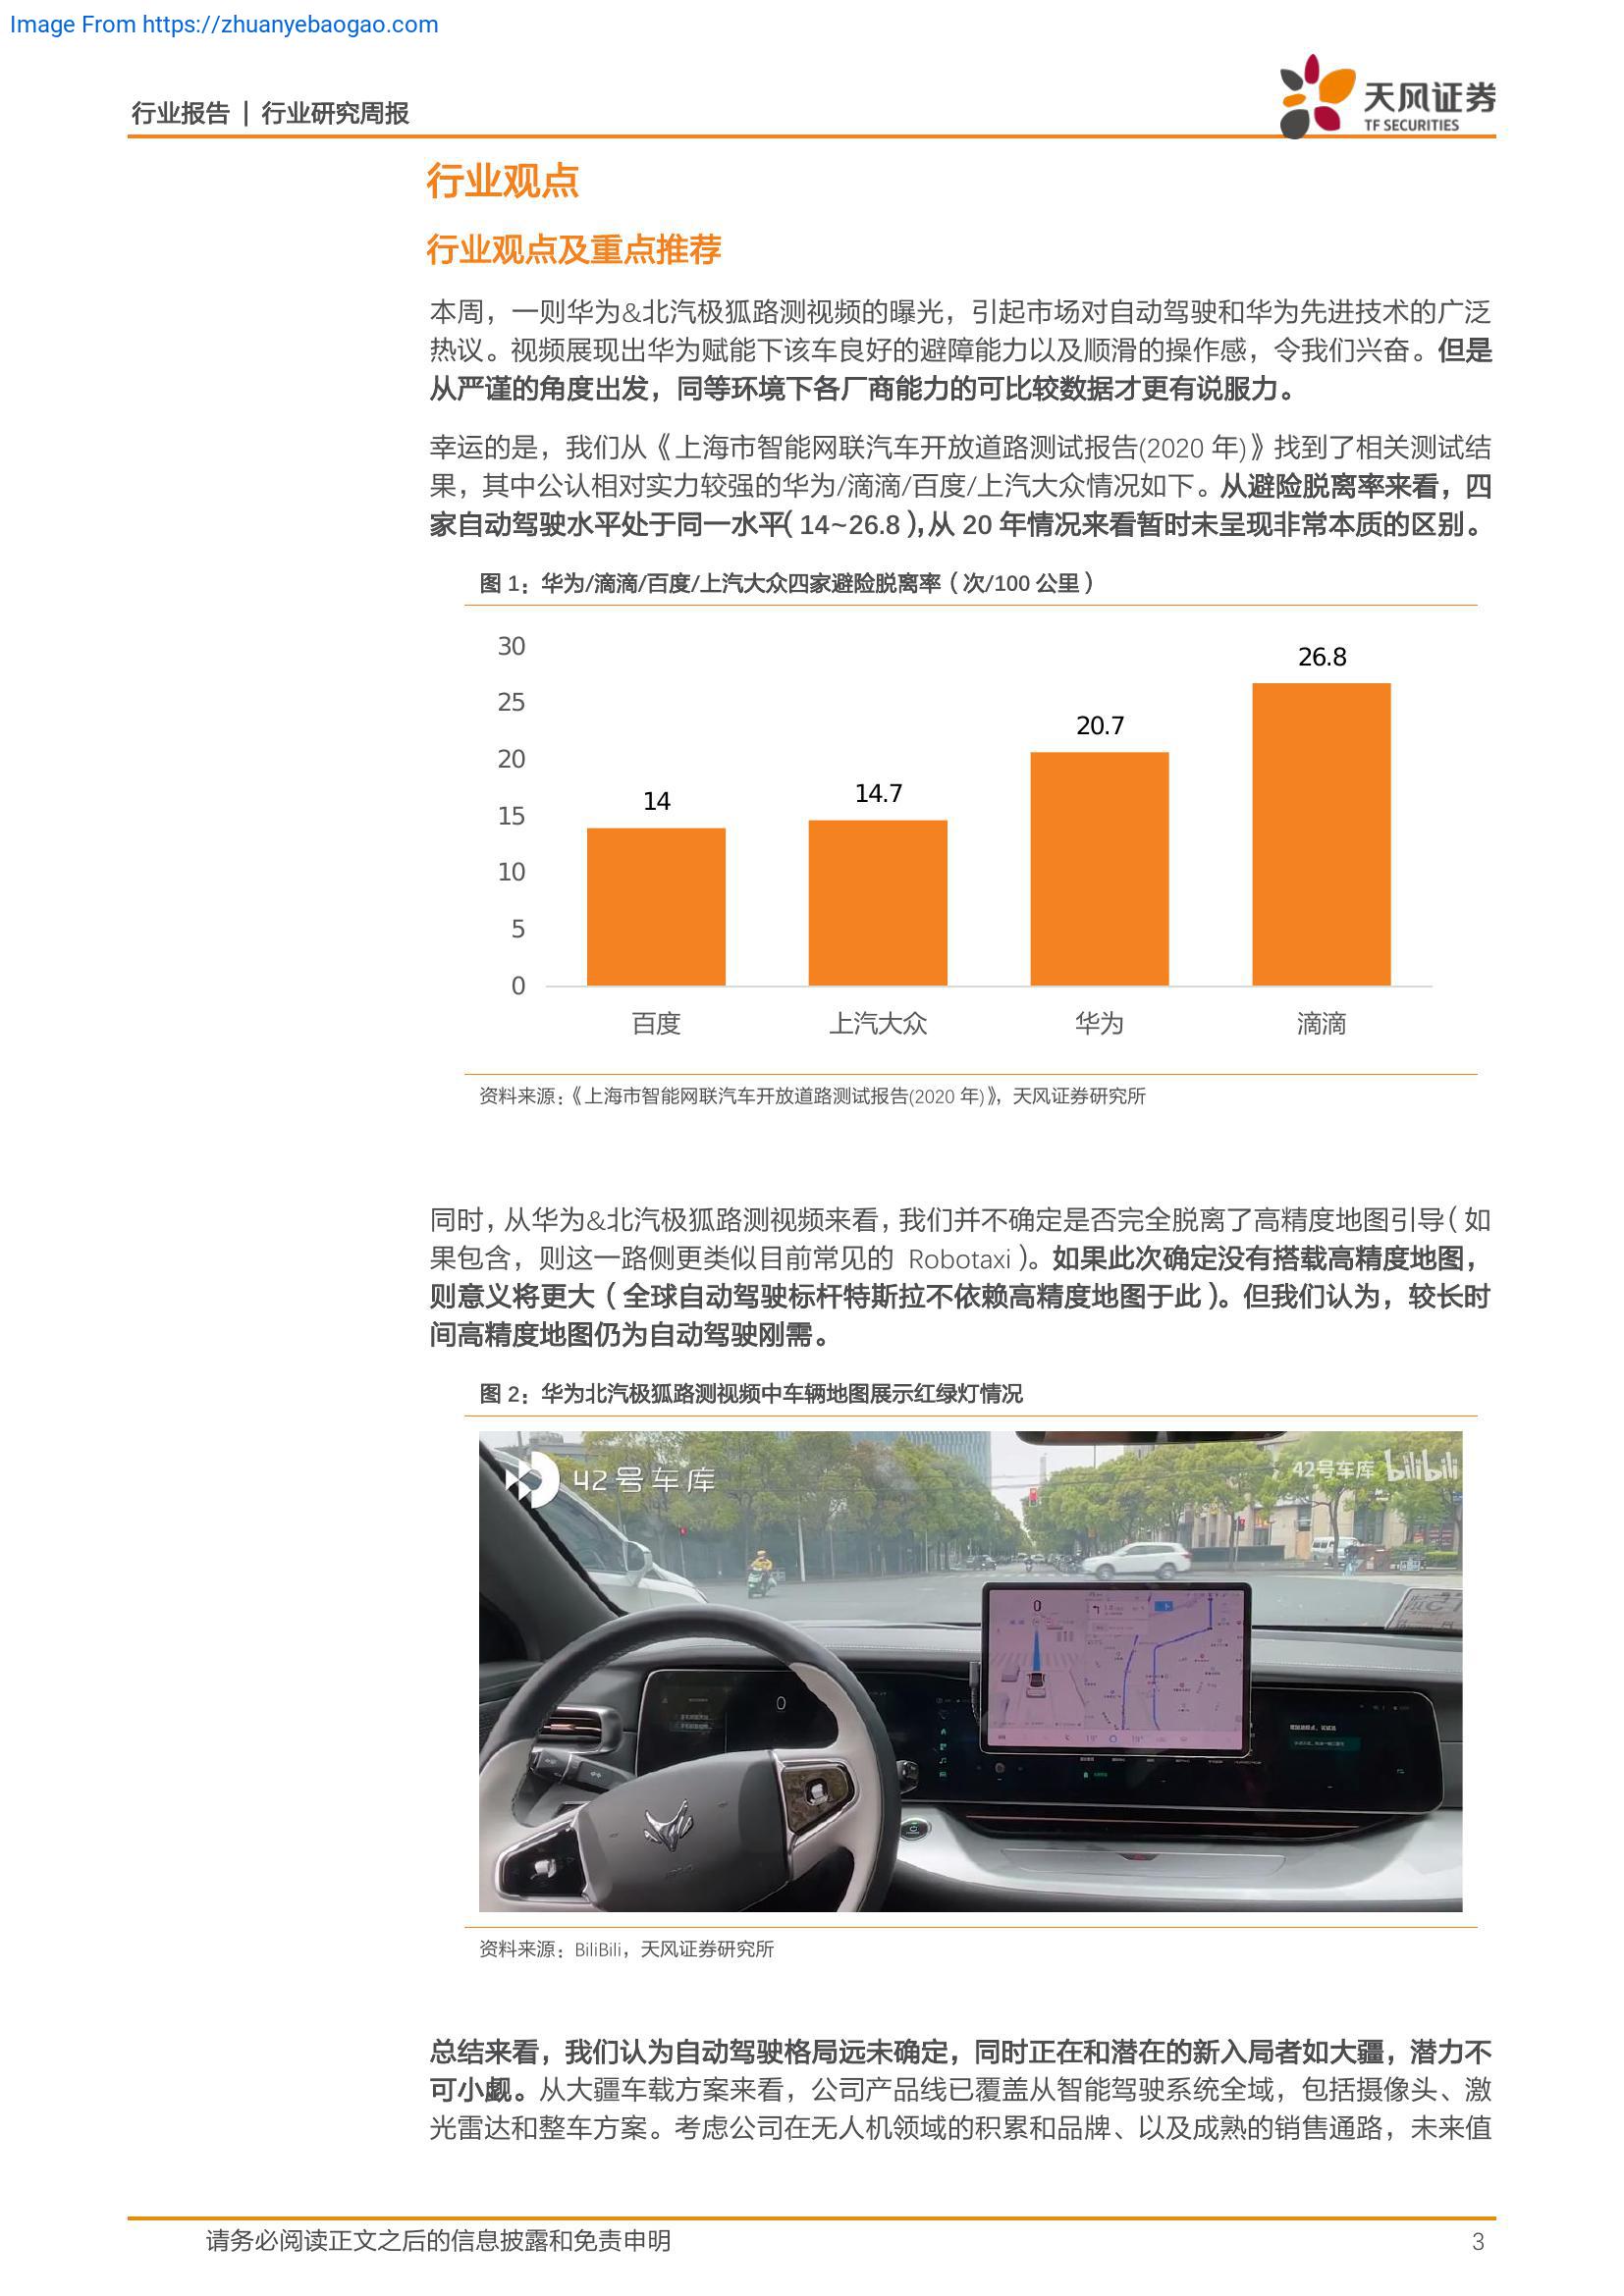 Image From https://zhuanyebaogao.com
行业报告 | 行业研究周报
天风证券
TF SECURITIES
行业观点
行业观点及重点推荐
本周，一则华为&北汽极狐路测视频的曝光，引起市场对自动驾驶和华为先进技术的广泛
热议。视频展现出华为赋能下该车良好的避障能力以及顺滑的操作感，令我们兴奋。但是
从严谨的角度出发，同等环境下各厂商能力的可比较数据才更有说服力。
幸运的是，我们从《上海市智能网联汽车开放道路测试报告(2020 年)》找到了相关测试结
果，其中公认相对实力较强的华为/滴滴/百度/上汽大众情况如下。从避险脱离率来看，四
家自动驾驶水平处于同一水平（14~26.8），从 20 年情况来看暂时未呈现非常本质的区别。
图 1：华为/滴滴/百度/上汽大众四家避险脱离率（次/100 公里）
30
25
20
15
10
5
0
14
14.7
20.7
26.8
百度
上汽大众
华为
滴滴
资料来源：《上海市智能网联汽车开放道路测试报告(2020 年)》，天风证券研究所
同时，从华为&北汽极狐路测视频来看，我们并不确定是否完全脱离了高精度地图引导（如
果包含，则这一路侧更类似目前常见的 Robotaxi）。如果此次确定没有搭载高精度地图，
则意义将更大（全球自动驾驶标杆特斯拉不依赖高精度地图于此）。但我们认为，较长时
间高精度地图仍为自动驾驶刚需。
图 2：华为北汽极狐路测视频中车辆地图展示红绿灯情况
42号车库
42号车库 bilibili
0
0
资料来源：BiliBili，天风证券研究所
总结来看，我们认为自动驾驶格局远未确定，同时正在和潜在的新入局者如大疆，潜力不
可小觑。从大疆车载方案来看，公司产品线已覆盖从智能驾驶系统全域，包括摄像头、激
光雷达和整车方案。考虑公司在无人机领域的积累和品牌、以及成熟的销售通路，未来值
请务必阅读正文之后的信息披露和免责申明
3